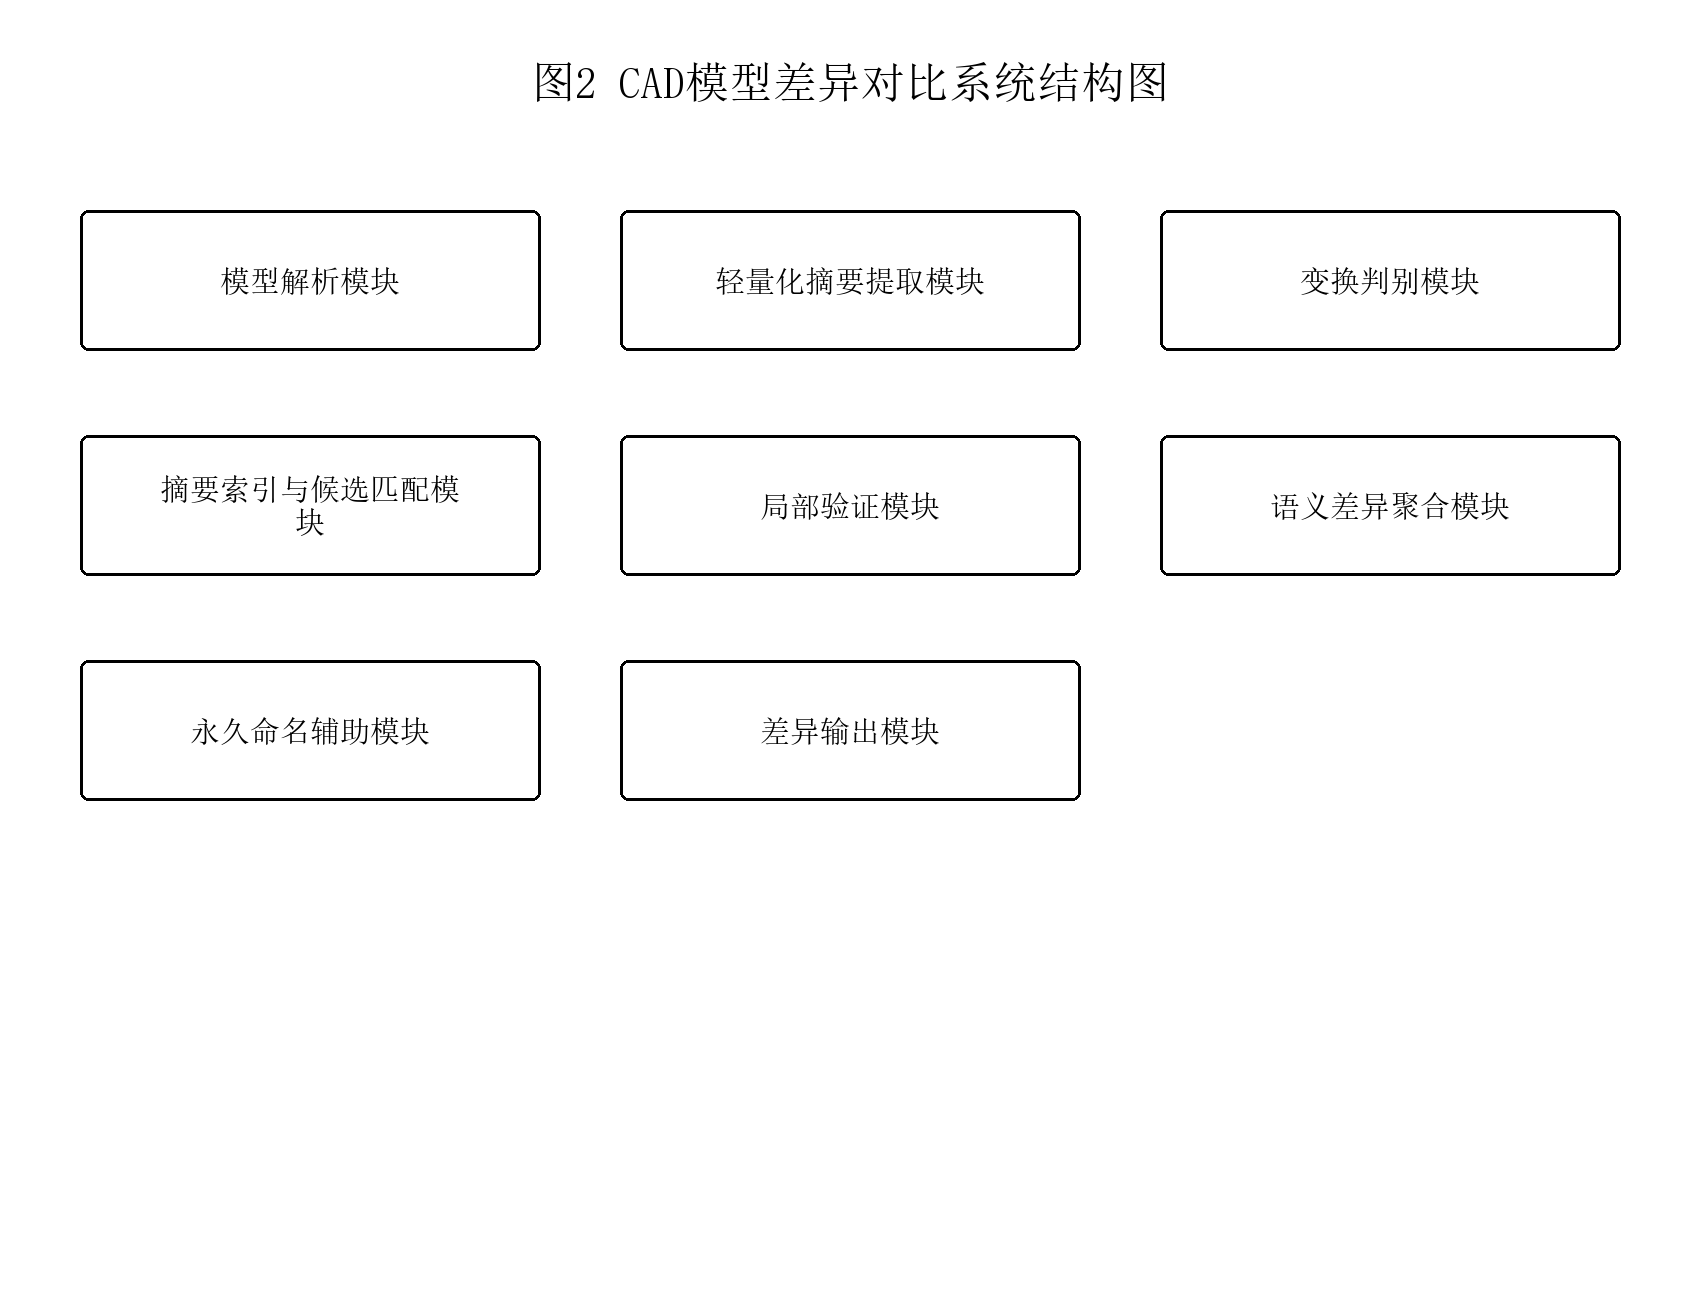 图2 CAD模型差异对比系统结构图
模型解析模块
轻量化摘要提取模块
变换判别模块
摘要索引与候选匹配模
块
局部验证模块
语义差异聚合模块
永久命名辅助模块
差异输出模块